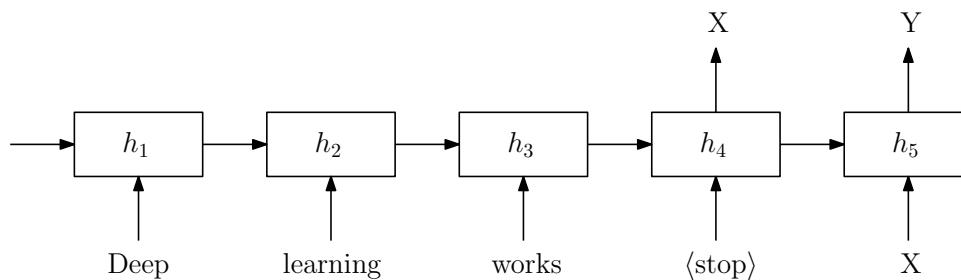 X Y
h₁ h₂ h₃ h₄ h₅
Deep learning works ⟨stop⟩ X